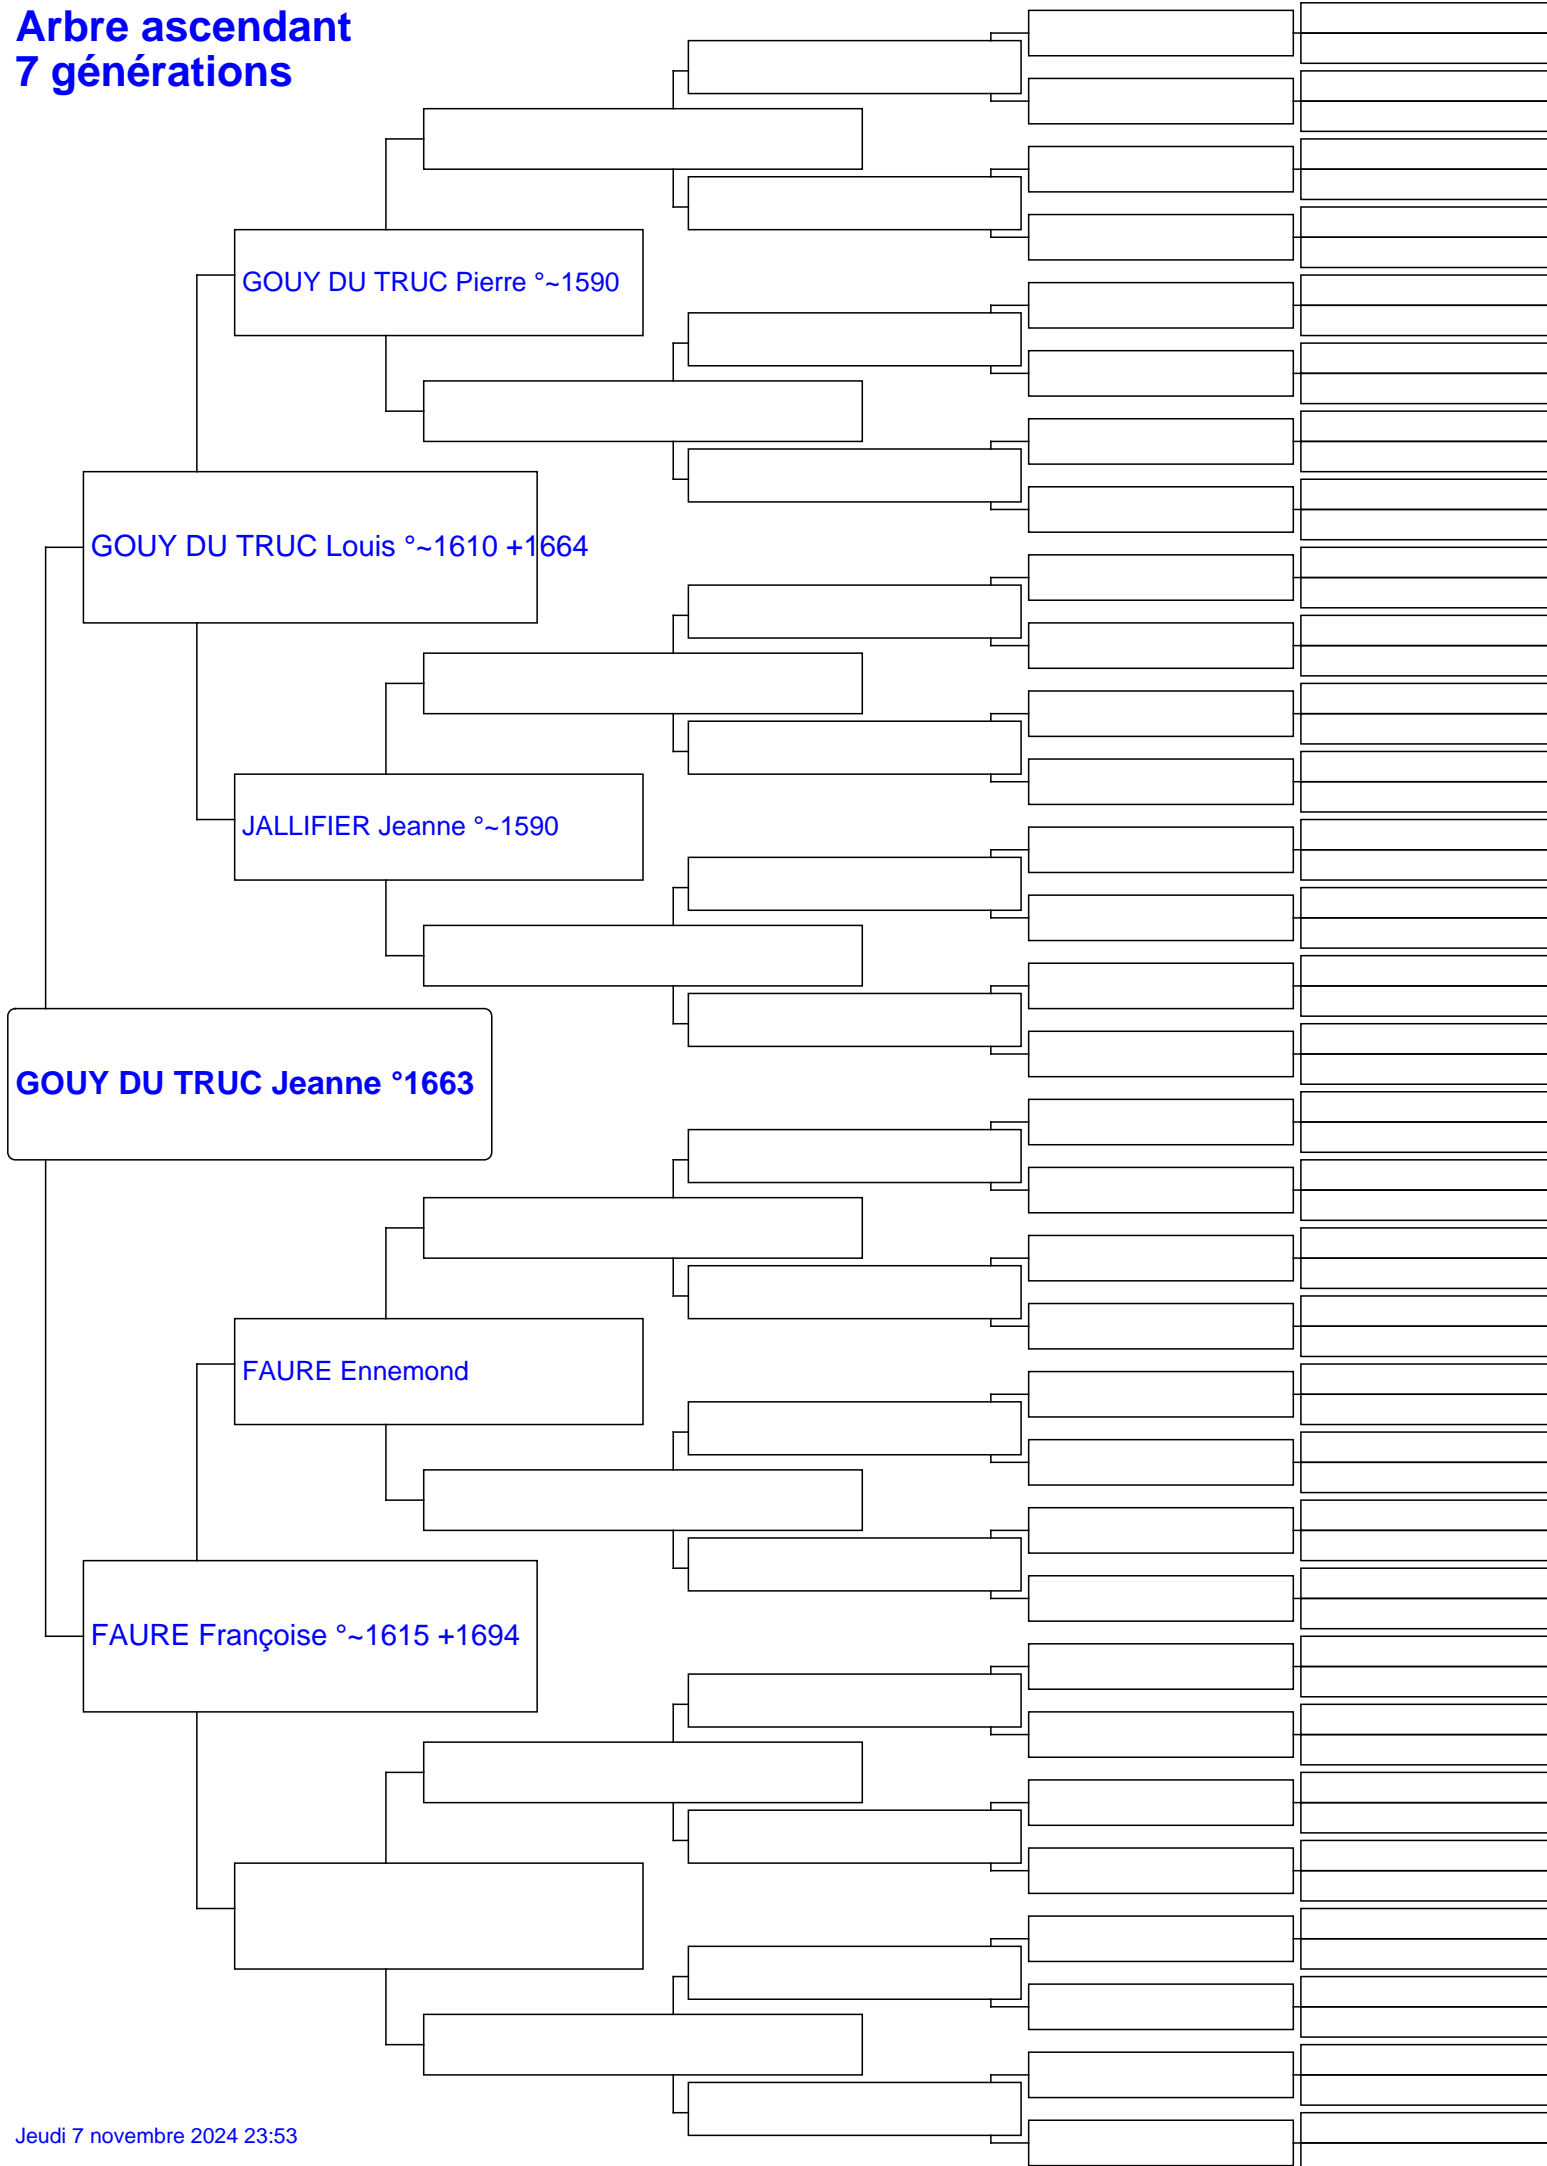 Arbre ascendant
7 générations
GOUY DU TRUC Pierre °~1590
GOUY DU TRUC Louis °~1610 +1664
JALLIFIER Jeanne °~1590
GOUY DU TRUC Jeanne °1663
FAURE Ennemond
FAURE Françoise °~1615 +1694
Jeudi 7 novembre 2024 23:53